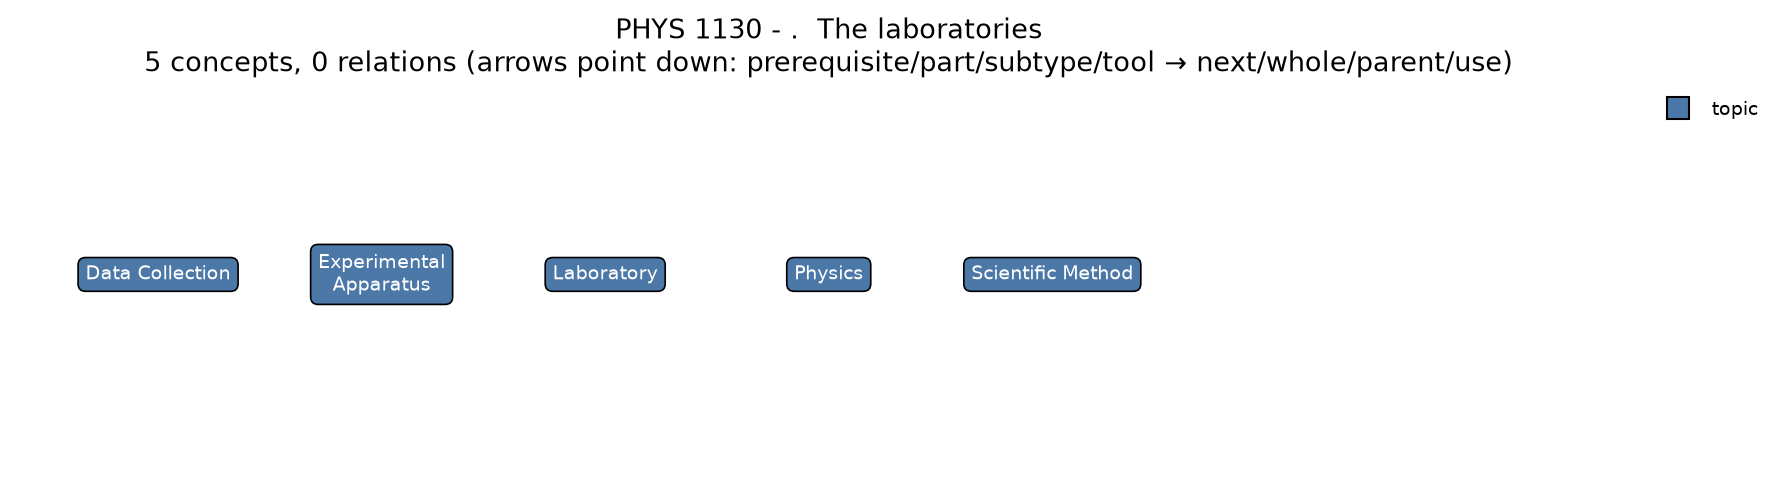 PHYS 1130 - .  The laboratories
5 concepts, 0 relations (arrows point down: prerequisite/part/subtype/tool → next/whole/parent/use)
topic
Data Collection
Experimental
Apparatus
Laboratory
Physics
Scientific Method